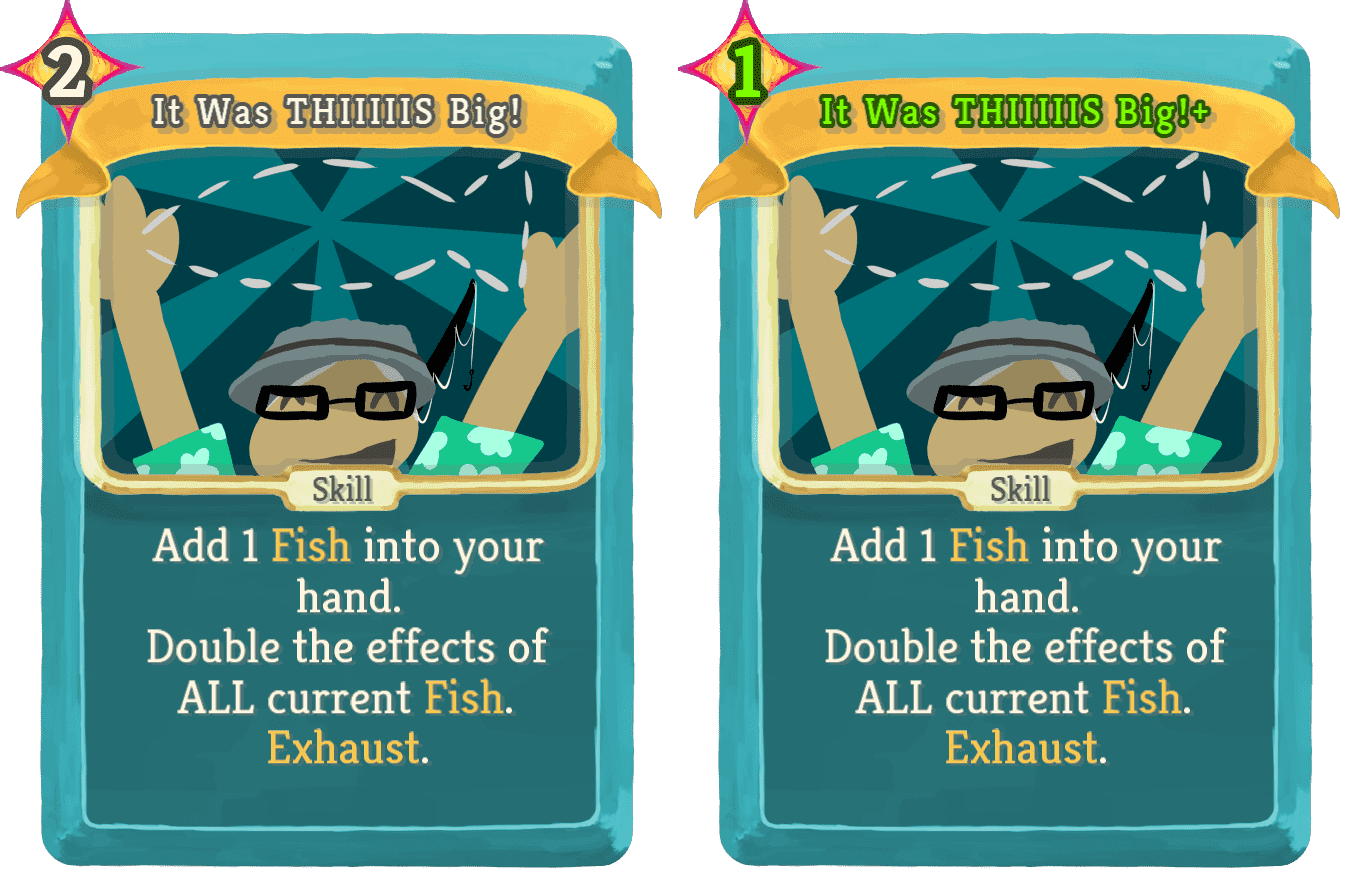 2
It Was THIIIIIS Big!
Skill
Add 1 Fish into your
hand.
Double the effects of
ALL current Fish.
Exhaust.
1
It Was THIIIIIS Big!+
Skill
Add 1 Fish into your
hand.
Double the effects of
ALL current Fish.
Exhaust.